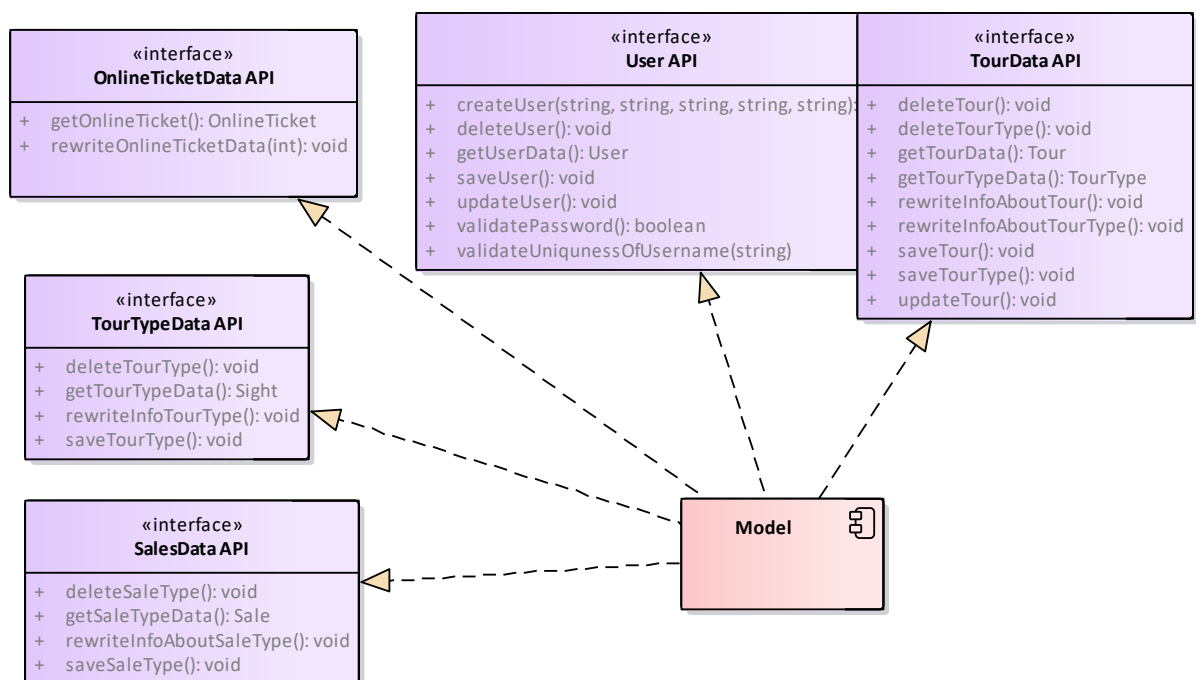 «interface»
OnlineTicketData API
+ getOnlineTicket(): OnlineTicket
+ rewriteOnlineTicketData(int): void
«interface»
User API
+ createUser(string, string, string, string, string):
+ deleteUser(): void
+ getUserData(): User
+ saveUser(): void
+ updateUser(): void
+ validatePassword(): boolean
+ validateUniqunessOfUsername(string)
«interface»
TourData API
+ deleteTour(): void
+ deleteTourType(): void
+ getTourData(): Tour
+ getTourTypeData(): TourType
+ rewriteInfoAboutTour(): void
+ rewriteInfoAboutTourType(): void
+ saveTour(): void
+ saveTourType(): void
+ updateTour(): void
«interface»
TourTypeData API
+ deleteTourType(): void
+ getTourTypeData(): Sight
+ rewriteInfoTourType(): void
+ saveTourType(): void
«interface»
SalesData API
+ deleteSaleType(): void
+ getSaleTypeData(): Sale
+ rewriteInfoAboutSaleType(): void
+ saveSaleType(): void
Model